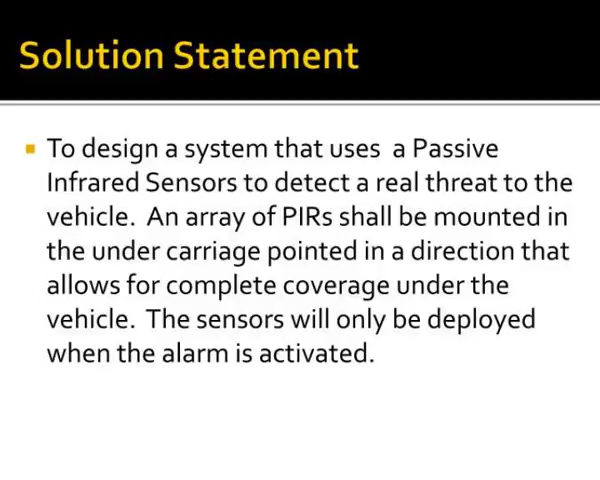 Solution Statement
To design a system that uses  a Passive
Infrared Sensors to detect a real threat to the
vehicle.  An array of PIRs shall be mounted in
the under carriage pointed in a direction that
allows for complete coverage under the
vehicle.  The sensors will only be deployed
when the alarm is activated.